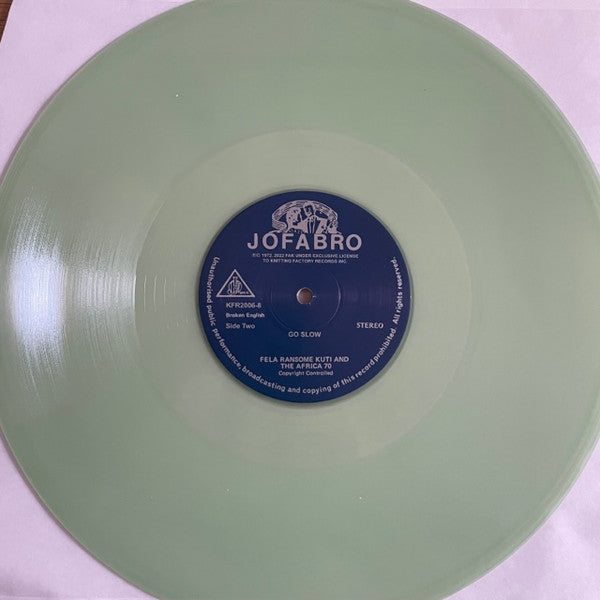 JOFABRO
℗© 1972, 2022 FAK UNDER EXCLUSIVE LICENSE
TO KNITTING FACTORY RECORDS INC.
KFR2006-8
Broken English
Side Two
STEREO
GO SLOW
FELA RANSOME KUTI AND
THE AFRICA 70
Copyright Controlled
Unauthorised public performance, broadcasting and copying of this record prohibited. All rights reserved.